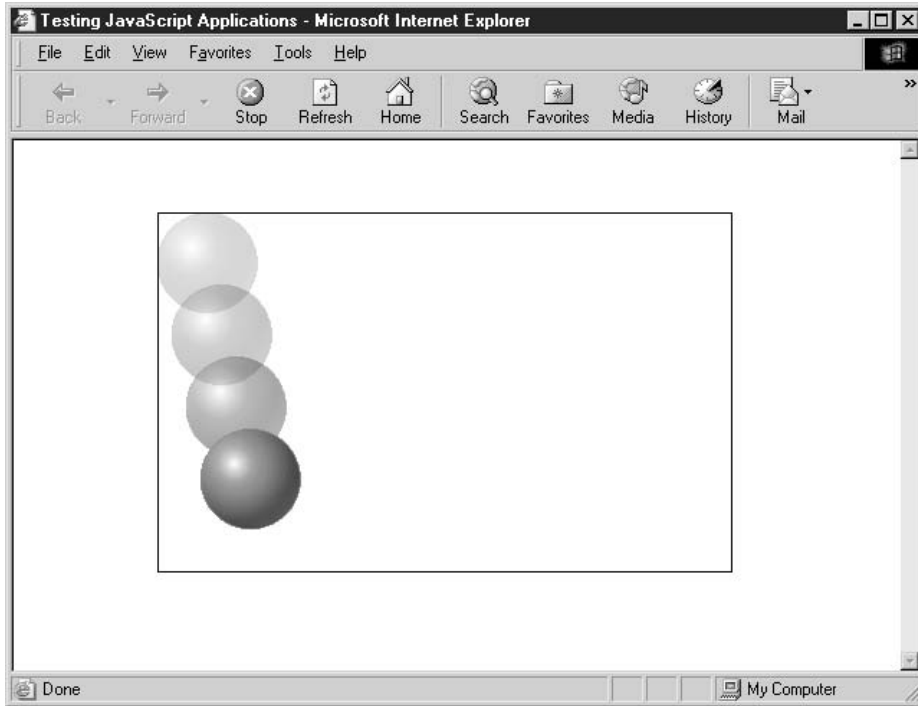 Testing JavaScript Applications - Microsoft Internet Explorer
File Edit View Favorites Tools Help
Back Forward Stop Refresh Home Search Favorites Media History Mail »
Done My Computer